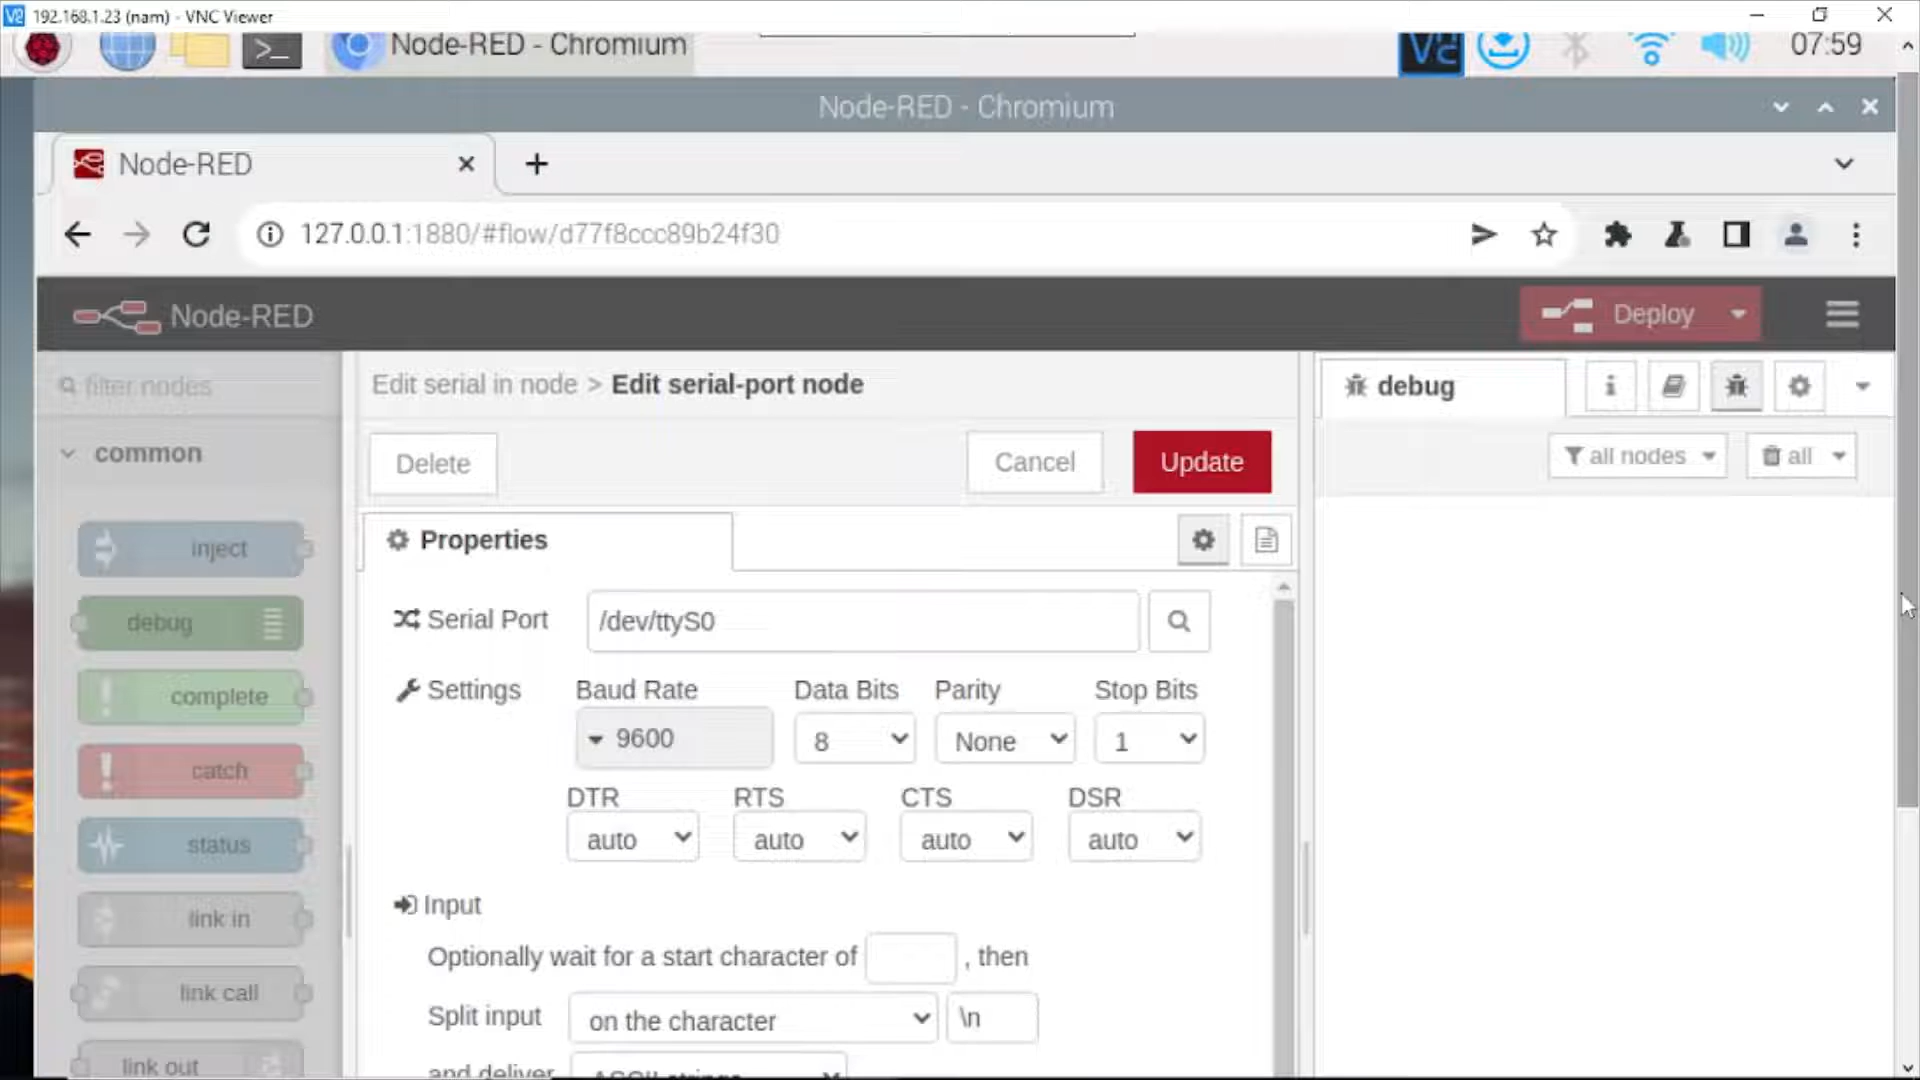 192.168.1.23 (nam) - VNC Viewer
Node-RED - Chromium
07:59
Node-RED - Chromium
Node-RED
127.0.0.1:1880/#flow/d77f8ccc89b24f30
Node-RED
Deploy
filter nodes
Edit serial in node > Edit serial-port node
debug
common
Delete
Cancel
Update
all nodes
all
Properties
inject
debug
complete
catch
status
link in
link call
link out
Serial Port
/dev/ttyS0
Settings
Baud Rate
Data Bits
Parity
Stop Bits
9600
8
None
1
DTR
RTS
CTS
DSR
auto
auto
auto
auto
Input
Optionally wait for a start character of , then
Split input
on the character
\n
and deliver
ASCII strings